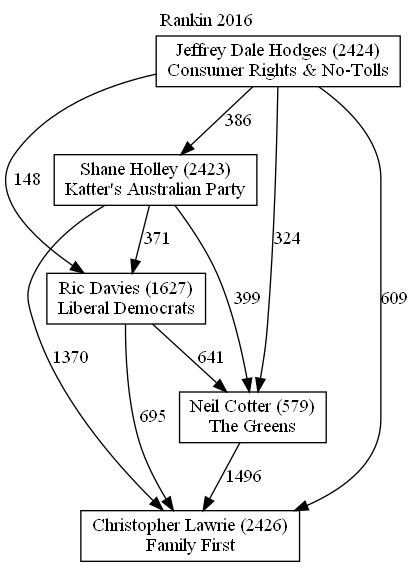 Rankin 2016
Jeffrey Dale Hodges (2424)
Consumer Rights & No-Tolls
386
Shane Holley (2423)
Katter's Australian Party
148
371
324
Ric Davies (1627)
Liberal Democrats
399
609
1370
641
Neil Cotter (579)
The Greens
695
1496
Christopher Lawrie (2426)
Family First